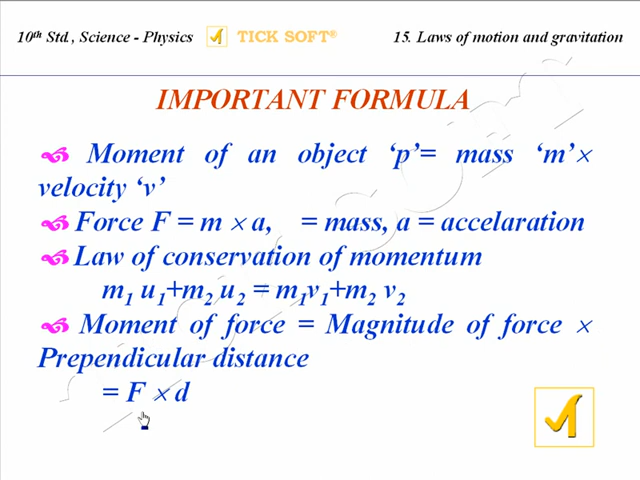 10th Std., Science - Physics TICK SOFT® 15. Laws of motion and gravitation
IMPORTANT FORMULA
Moment of an object ‘p’= mass ‘m’×
velocity ‘v’
Force F = m × a, = mass, a = accelaration
Law of conservation of momentum
m1 u1+m2 u2 = m1v1+m2 v2
Moment of force = Magnitude of force ×
Prependicular distance
= F × d